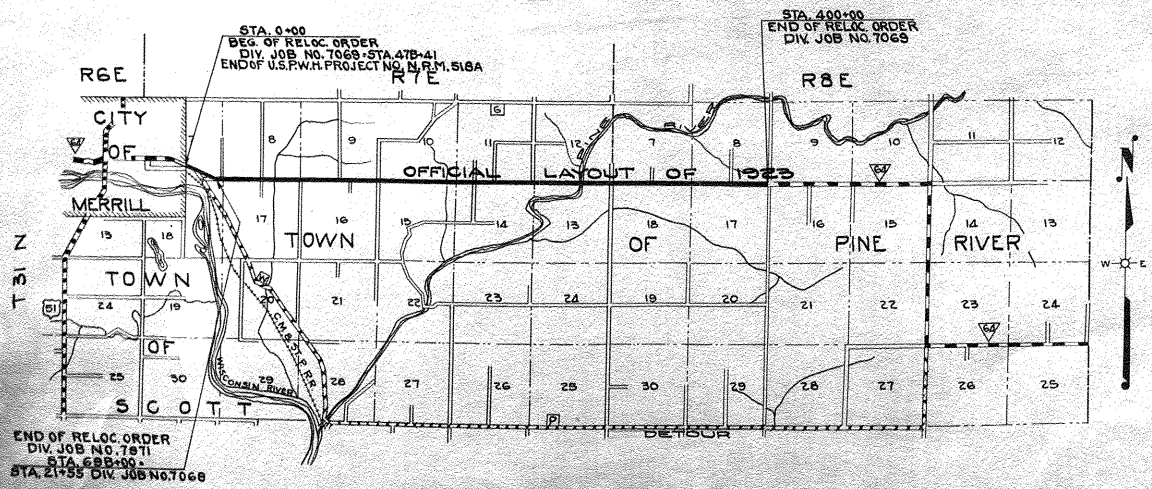 STA. 0+00
BEG. OF RELOC. ORDER
DIV. JOB NO. 7069=STA.478+41
END OF U.S.P.W.H. PROJECT NO. N.R.M. 518A
STA. 400+00
END OF RELOC. ORDER
DIV. JOB NO. 7069
R6E
R7E
R8E
CITY
OF
MERRILL
64
G
8
9
10
11
12
7
8
9
10
11
12
PINE RIVER
OFFICIAL LAYOUT OF 1923
64
17
16
15
14
13
18
17
16
15
14
13
TOWN OF PINE RIVER
13
18
T 31 N
TOWN
OF
SCOTT
51
24
19
W
20
21
22
23
24
19
20
21
22
23
24
C.M. & ST. P. R.R.
WISCONSIN RIVER
64
25
30
29
28
27
26
25
30
29
28
27
26
25
P
DETOUR
N
W
E
END OF RELOC. ORDER
DIV. JOB NO. 7871
STA. 698+00=
STA. 21+55 DIV. JOB NO. 7069